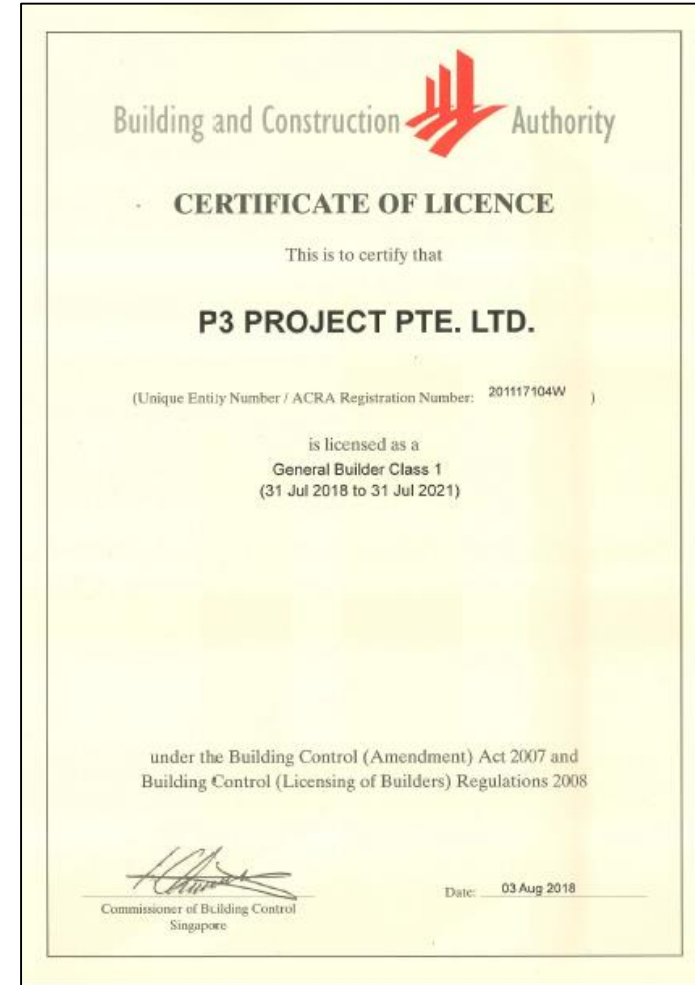 Building and Construction Authority
CERTIFICATE OF LICENCE
This is to certify that
P3 PROJECT PTE. LTD.
(Unique Entity Number / ACRA Registration Number: 201117104W )
is licensed as a
General Builder Class 1
(31 Jul 2018 to 31 Jul 2021)
under the Building Control (Amendment) Act 2007 and
Building Control (Licensing of Builders) Regulations 2008
Commissioner of Building Control
Singapore
Date: 03 Aug 2018